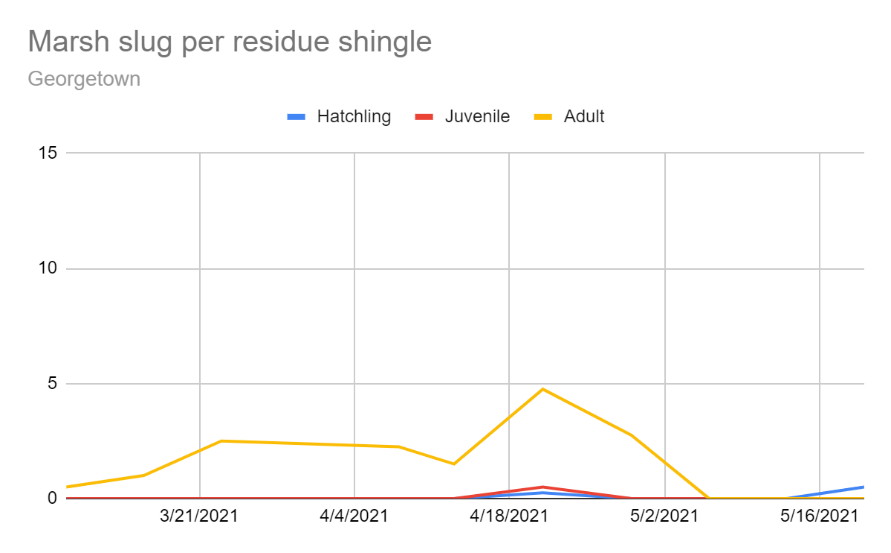 Marsh slug per residue shingle
Georgetown
Hatchling Juvenile Adult
15
10
5
0
3/21/2021 4/4/2021 4/18/2021 5/2/2021 5/16/2021